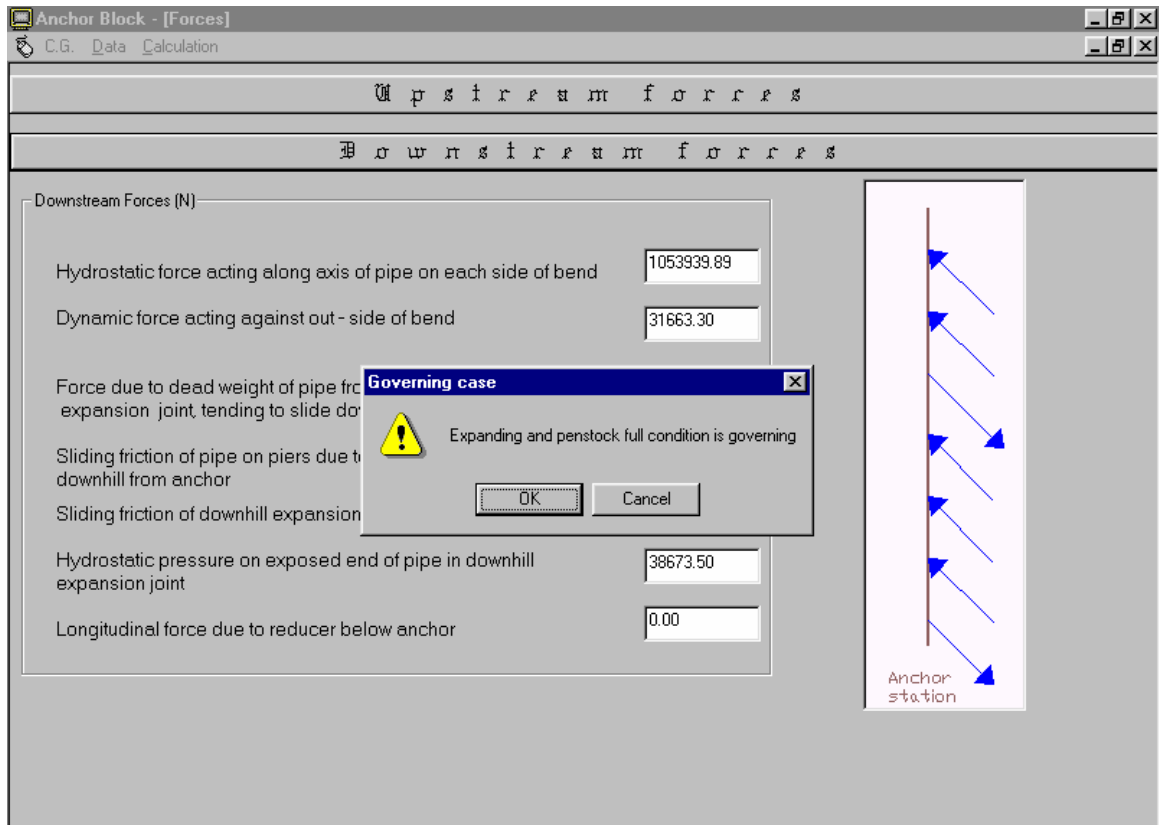 Anchor Block - [Forces]
C.G. Data Calculation
Upstream forces
Downstream forces
Downstream Forces (N)
Hydrostatic force acting along axis of pipe on each side of bend 1053939.89
Dynamic force acting against out - side of bend 31663.30
Force due to dead weight of pipe
expansion joint, tending to slide
Governing case
Expanding and penstock full condition is governing
OK Cancel
Sliding friction of pipe on piers due
downhill from anchor
Sliding friction of downhill expansion
Hydrostatic pressure on exposed end of pipe in downhill 38673.50
expansion joint
Longitudinal force due to reducer below anchor 0.00
Anchor
station